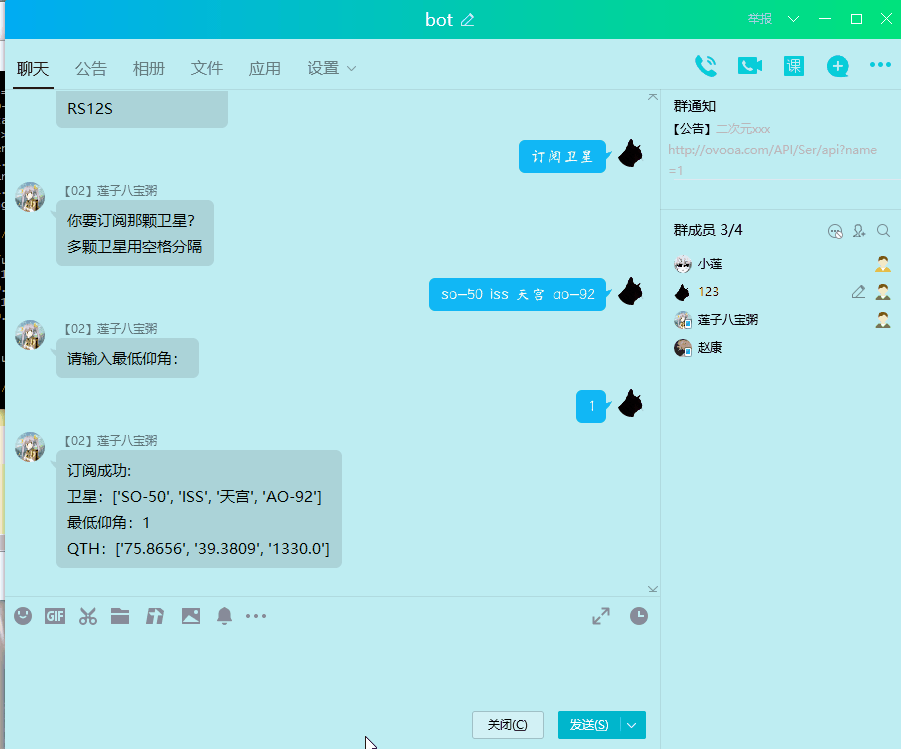 bot
举报
聊天 公告 相册 文件 应用 设置
课
RS12S
订阅卫星
【02】莲子八宝粥
你要订阅那颗卫星？
多颗卫星用空格分隔
so-50 iss 天宫 ao-92
【02】莲子八宝粥
请输入最低仰角：
1
【02】莲子八宝粥
订阅成功:
卫星：['SO-50', 'ISS', '天宫', 'AO-92']
最低仰角：1
QTH：['75.8656', '39.3809', '1330.0']
GIF
关闭(C) 发送(S)
群通知
【公告】二次元xxx
http://ovooa.com/API/Ser/api?name
=1
群成员 3/4
小莲
123
莲子八宝粥
赵康